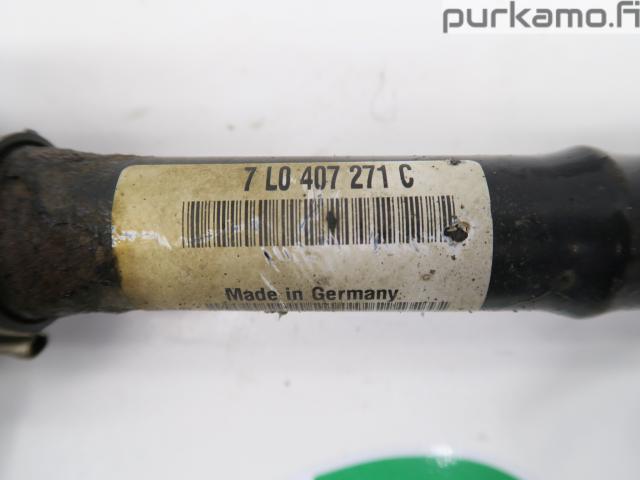 purkamo.fi
7 L0 407 271 C
Made in Germany